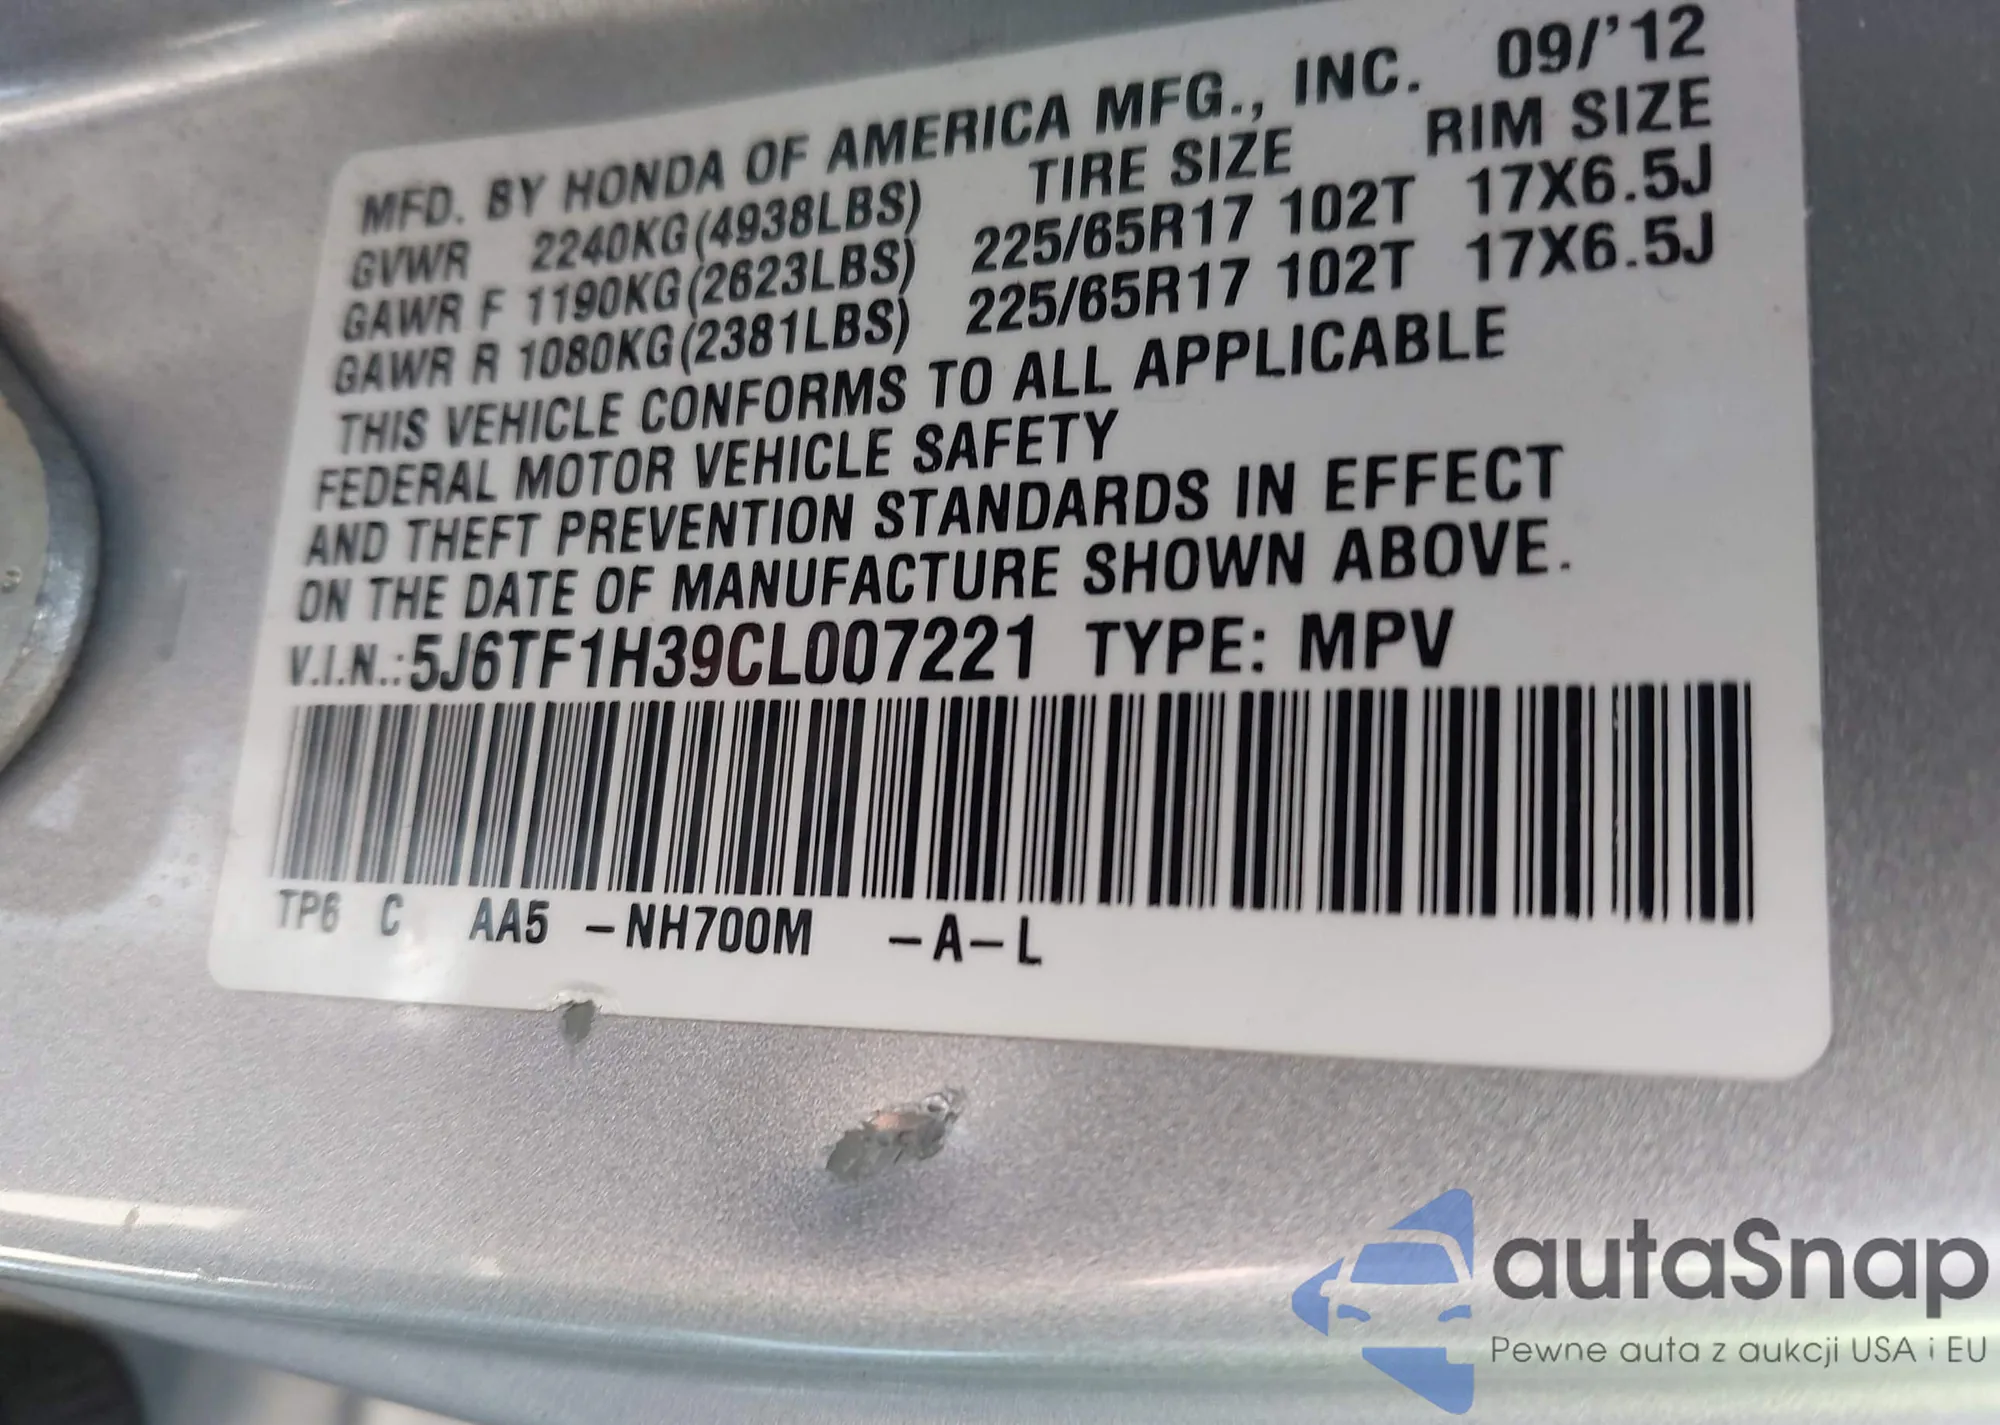 MFD. BY HONDA OF AMERICA MFG., INC. 09/'12
TIRE SIZE RIM SIZE
GVWR 2240KG(4938LBS)
GAWR F 1190KG(2623LBS) 225/65R17 102T 17X6.5J
GAWR R 1080KG(2381LBS) 225/65R17 102T 17X6.5J
THIS VEHICLE CONFORMS TO ALL APPLICABLE
FEDERAL MOTOR VEHICLE SAFETY
AND THEFT PREVENTION STANDARDS IN EFFECT
ON THE DATE OF MANUFACTURE SHOWN ABOVE.
V.I.N.:5J6TF1H39CL007221 TYPE: MPV
TP6 C AA5 -NH700M -A-L
autaSnap
Pewne auta z aukcji USA i EU